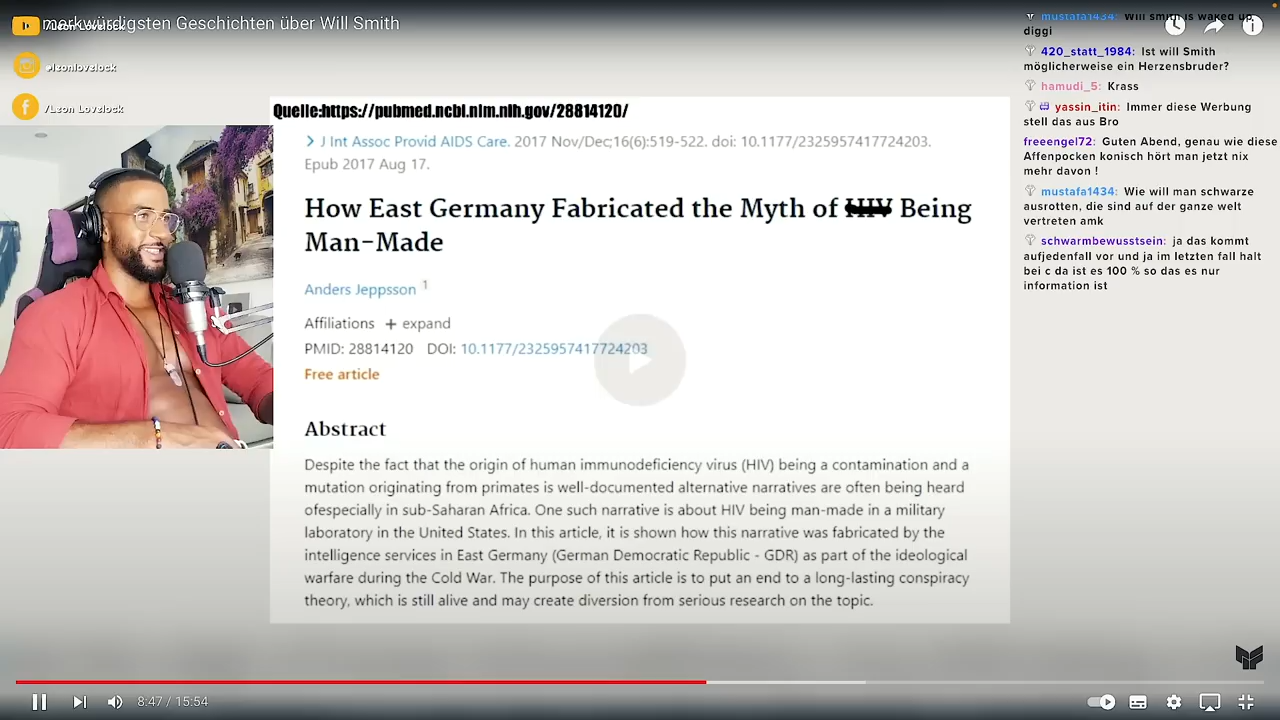 merkwürdigsten Geschichten über Will Smith
/Leon Lovelock
@leonlovelock
/Leon Lovelock
Quelle:https://pubmed.ncbi.nlm.nih.gov/28814120/
> J Int Assoc Provid AIDS Care. 2017 Nov/Dec;16(6):519-522. doi: 10.1177/2325957417724203.
Epub 2017 Aug 17.
How East Germany Fabricated the Myth of HIV Being
Man-Made
Anders Jeppsson 1
Affiliations + expand
PMID: 28814120 DOI: 10.1177/2325957417724203
Free article
Abstract
Despite the fact that the origin of human immunodeficiency virus (HIV) being a contamination and a
mutation originating from primates is well-documented alternative narratives are often being heard
ofespecially in sub-Saharan Africa. One such narrative is about HIV being man-made in a military
laboratory in the United States. In this article, it is shown how this narrative was fabricated by the
intelligence services in East Germany (German Democratic Republic - GDR) as part of the ideological
warfare during the Cold War. The purpose of this article is to put an end to a long-lasting conspiracy
theory, which is still alive and may create diversion from serious research on the topic.
mustafa1434: Will smith is waked up
diggi
420_statt_1984: Ist will Smith
möglicherweise ein Herzensbruder?
hamudi_5: Krass
yassin_itin: Immer diese Werbung
stell das aus Bro
freeengel72: Guten Abend, genau wie diese
Affenpocken konisch hört man jetzt nix
mehr davon !
mustafa1434: Wie will man schwarze
ausrotten, die sind auf der ganze welt
vertreten amk
schwarmbewusstsein: ja das kommt
aufjedenfall vor und ja im letzten fall halt
bei c da ist es 100 % so das es nur
information ist
8:47 / 15:54